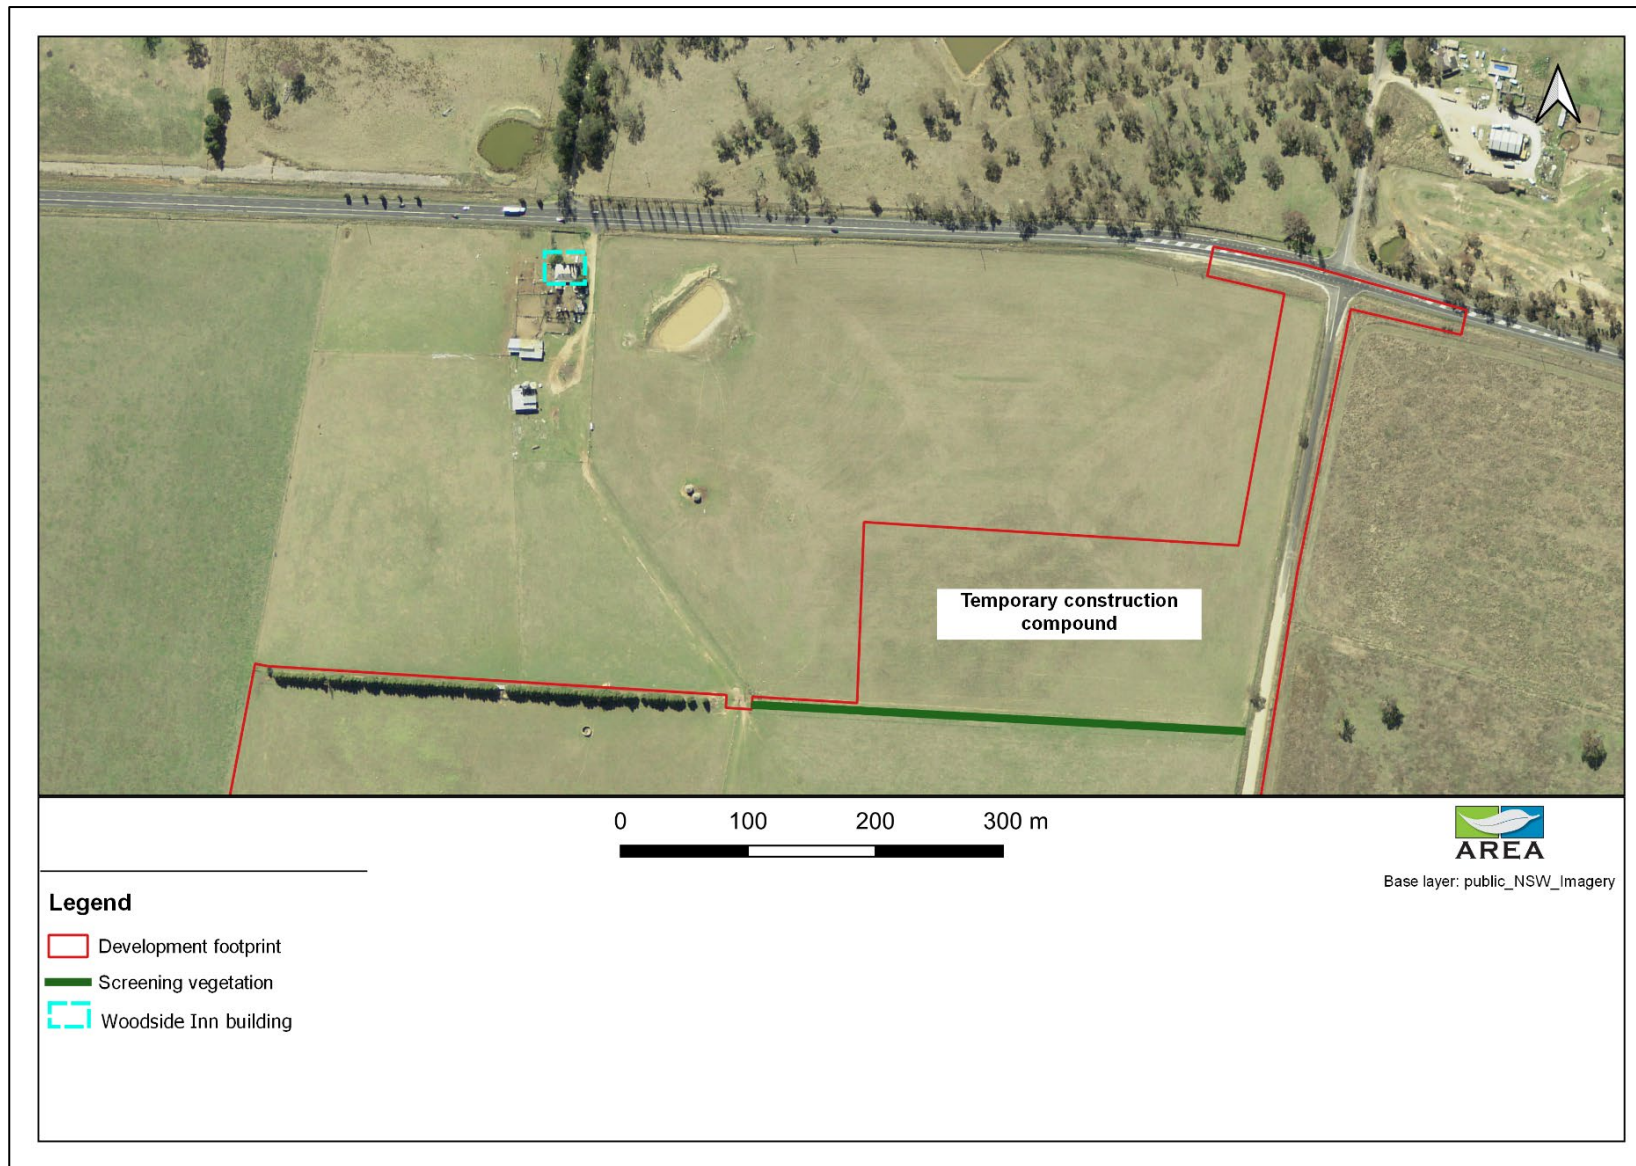 Temporary construction
compound
0 100 200 300 m
AREA
Base layer: public_NSW_Imagery
Legend
Development footprint
Screening vegetation
Woodside Inn building